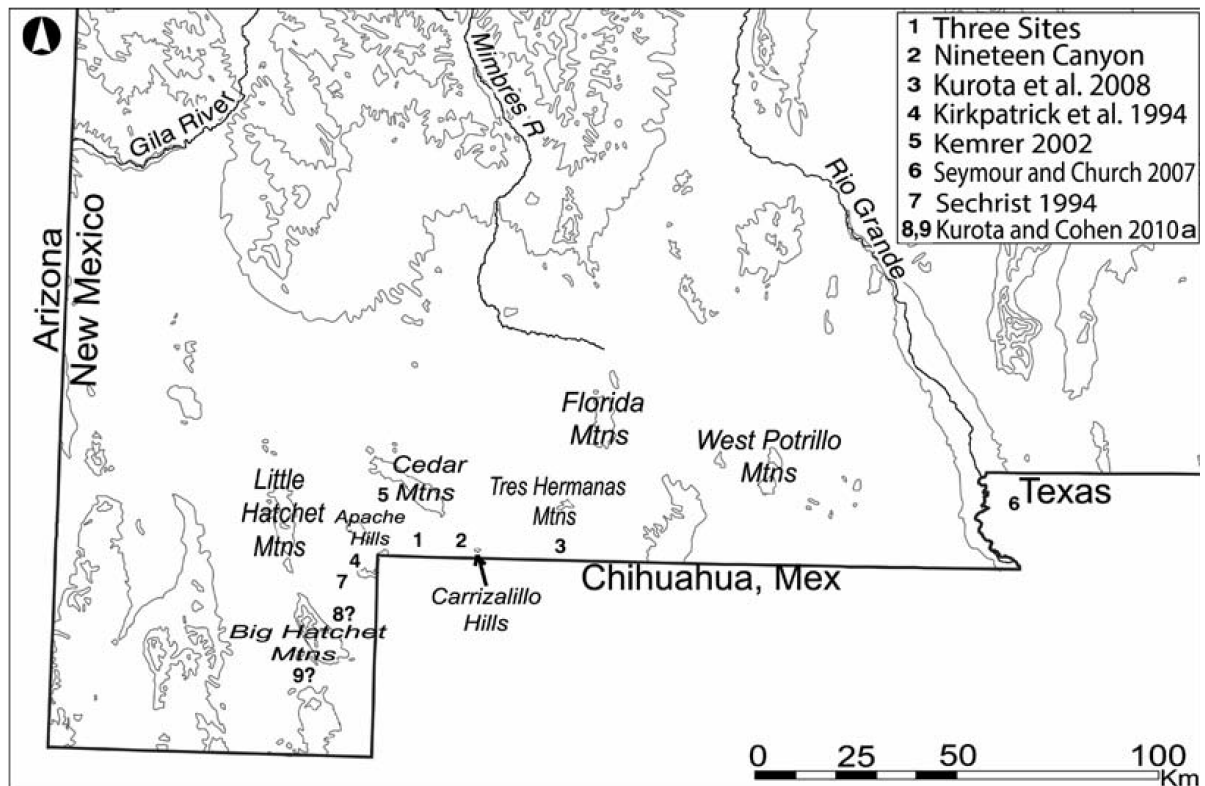 1 Three Sites
2 Nineteen Canyon
3 Kurota et al. 2008
4 Kirkpatrick et al. 1994
5 Kemrer 2002
6 Seymour and Church 2007
7 Sechrist 1994
8,9 Kurota and Cohen 2010a
Gila River
Mimbres R
Rio Grande
Arizona
New Mexico
Florida
Mtns
West Potrillo
Mtns
Cedar
Mtns
5
Little
Hatchet
Mtns
Tres Hermanas
Mtns
Apache
Hills
6
Texas
1
2
3
4
7
Chihuahua, Mex
Carrizalillo
Hills
8?
Big Hatchet
Mtns
9?
0 25 50 100
Km